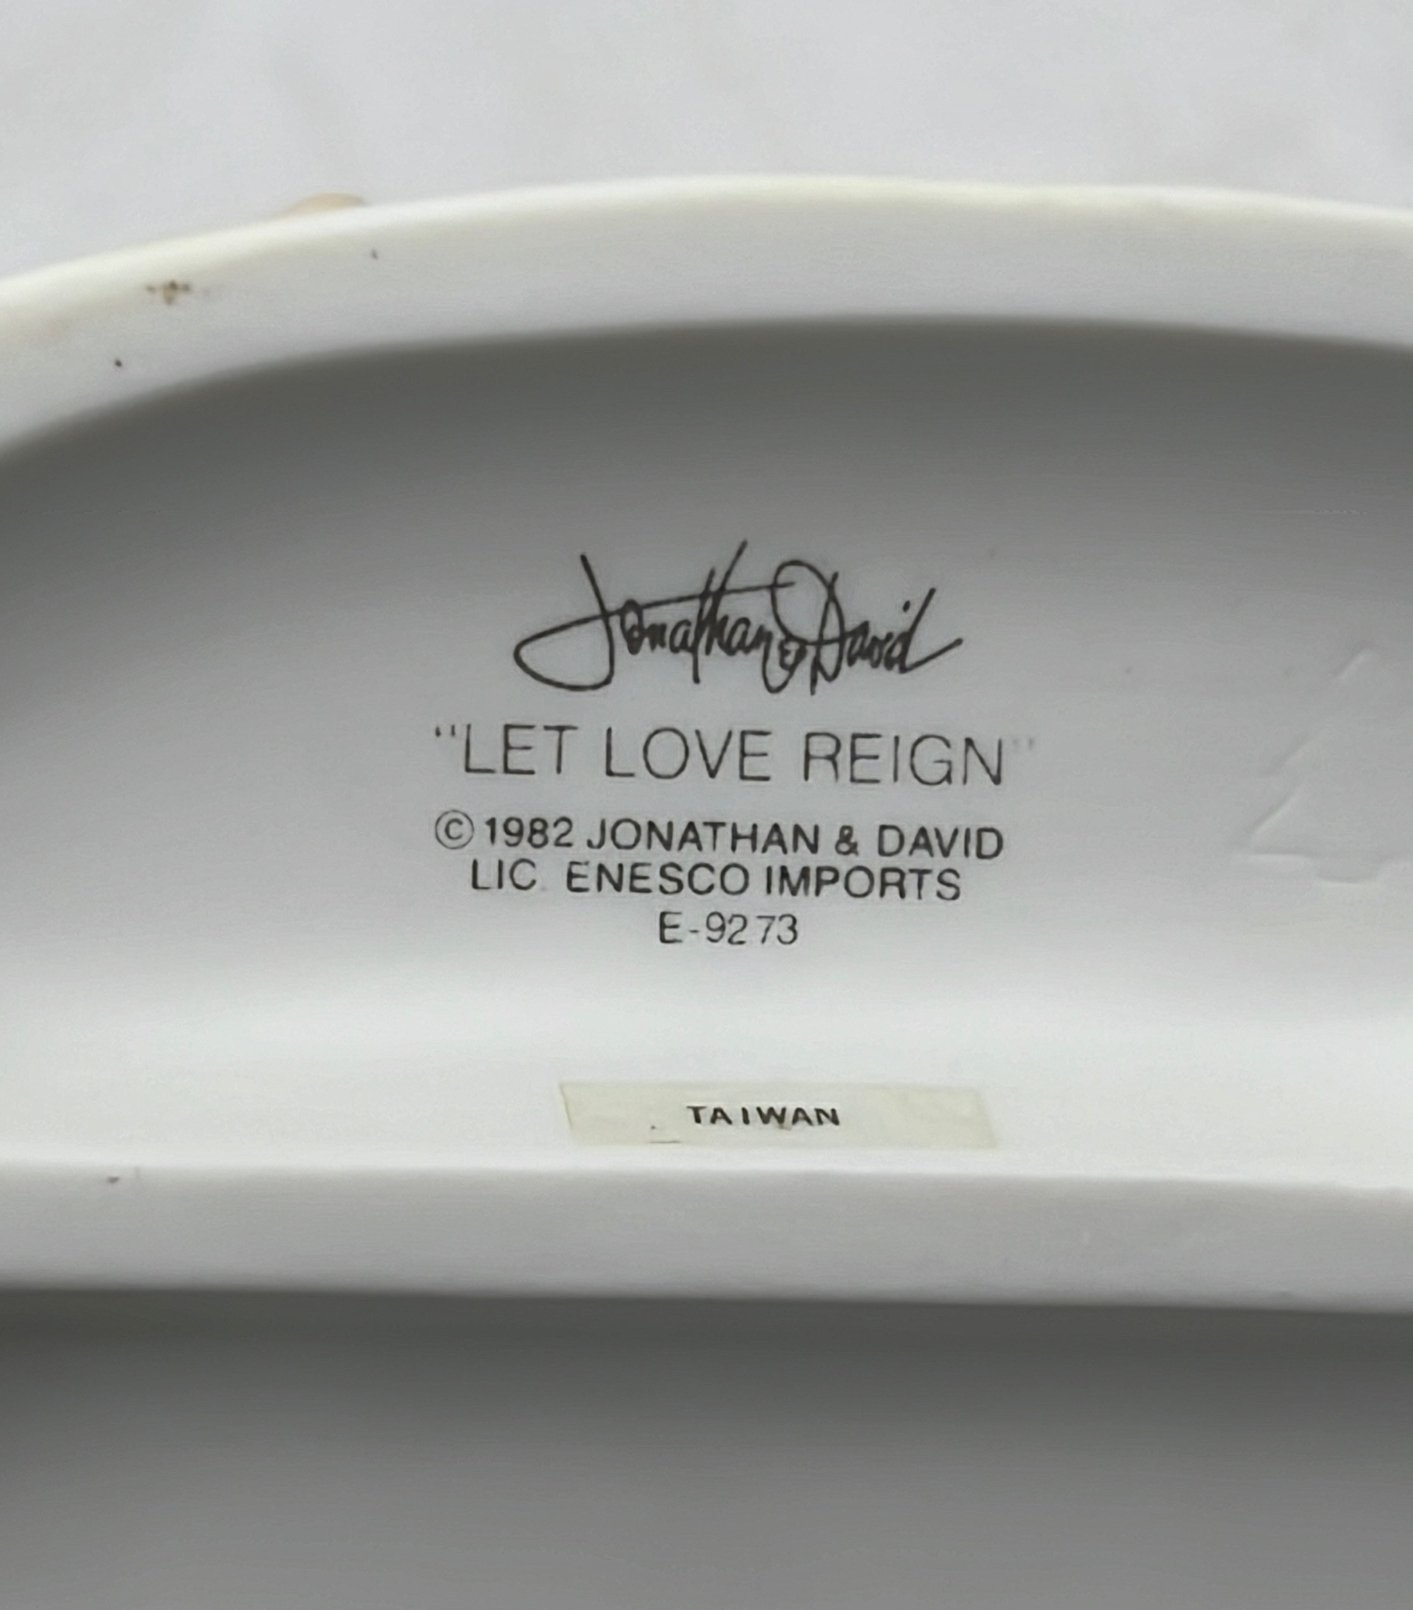 Jonathan & David
"LET LOVE REIGN"
© 1982 JONATHAN & DAVID
LIC. ENESCO IMPORTS
E-9273
TAIWAN